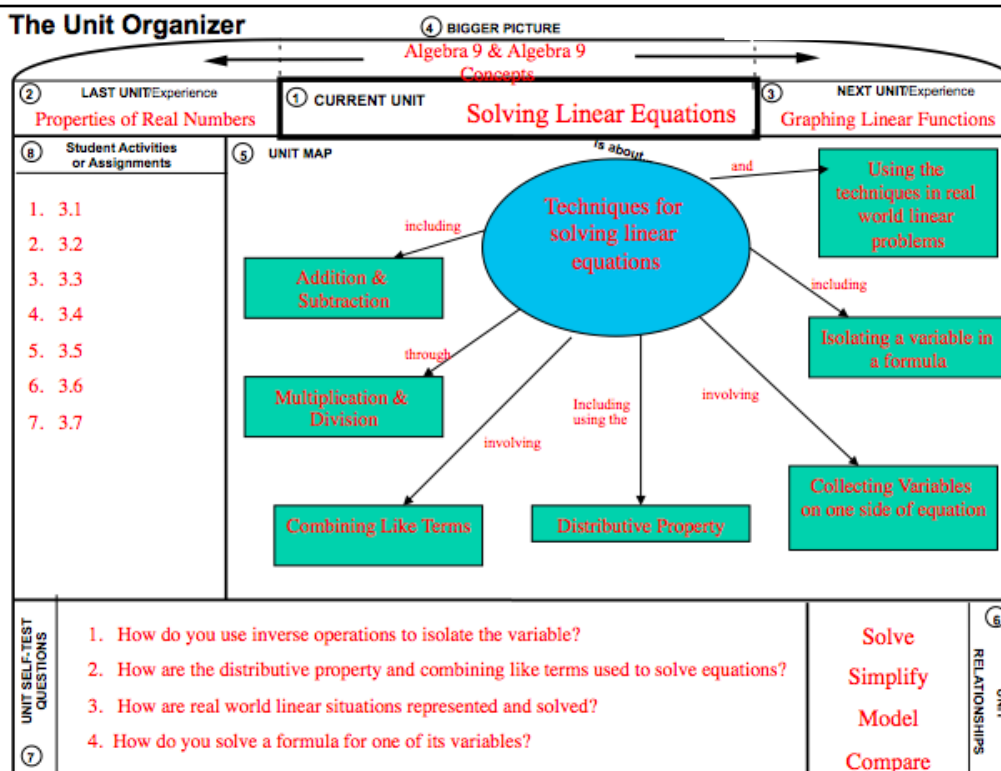 The Unit Organizer
4 BIGGER PICTURE
Algebra 9 & Algebra 9
Concepts
2 LAST UNIT/Experience
Properties of Real Numbers
1 CURRENT UNIT
Solving Linear Equations
3 NEXT UNIT/Experience
Graphing Linear Functions
8 Student Activities
or Assignments
1. 3.1
2. 3.2
3. 3.3
4. 3.4
5. 3.5
6. 3.6
7. 3.7
5 UNIT MAP
is about...
Techniques for
solving linear
equations
and
Using the
techniques in real
world linear
problems
including
Addition &
Subtraction
including
Isolating a variable in
a formula
through
Multiplication &
Division
involving
Combining Like Terms
Including
using the
Distributive Property
involving
Collecting Variables
on one side of equation
UNIT SELF-TEST
QUESTIONS
7
1. How do you use inverse operations to isolate the variable?
2. How are the distributive property and combining like terms used to solve equations?
3. How are real world linear situations represented and solved?
4. How do you solve a formula for one of its variables?
Solve
Simplify
Model
Compare
6
UNIT
RELATIONSHIPS